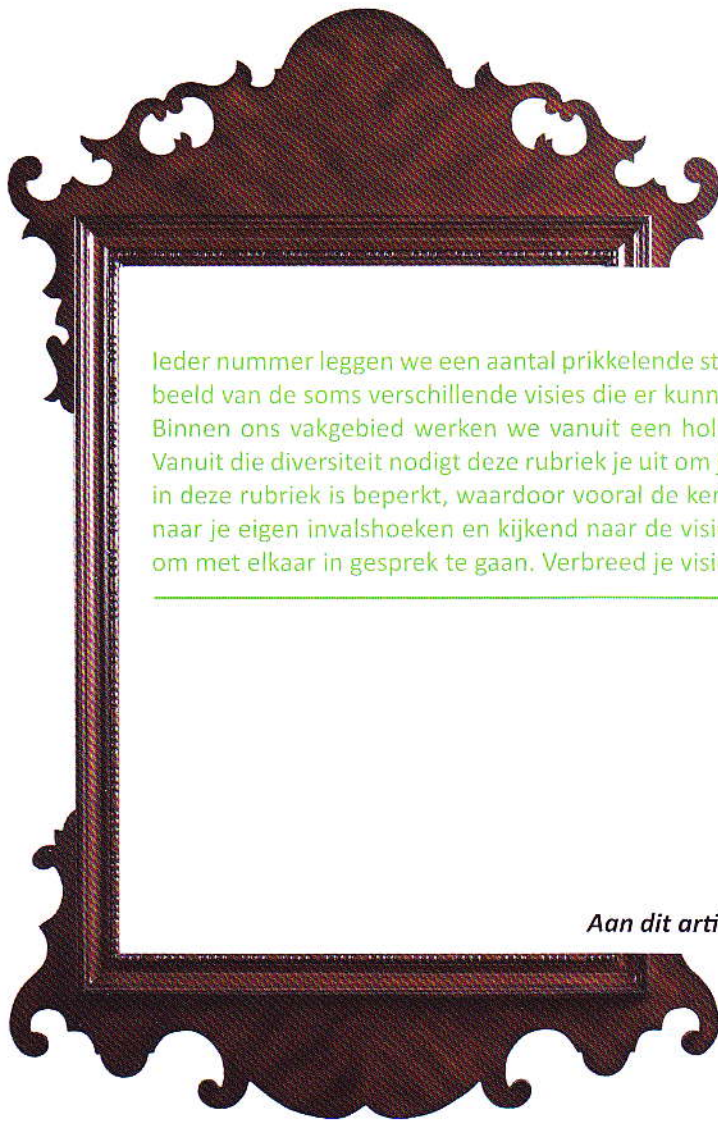 Ieder nummer leggen we een aantal prikkelende st
beeld van de soms verschillende visies die er kunn
Binnen ons vakgebied werken we vanuit een hol
Vanuit die diversiteit nodigt deze rubriek je uit om j
in deze rubriek is beperkt, waardoor vooral de ker
naar je eigen invalshoeken en kijkend naar de visi
om met elkaar in gesprek te gaan. Verbreed je visi
Aan dit arti